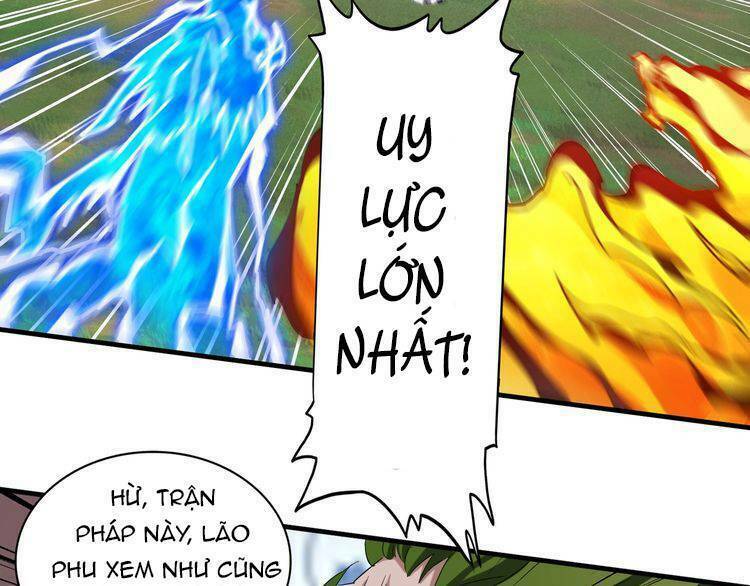 UY
LỰC
LỚN
NHẤT!
HỪ, TRẬN
PHÁP NÀY, LÃO
PHU XEM NHƯ CŨNG